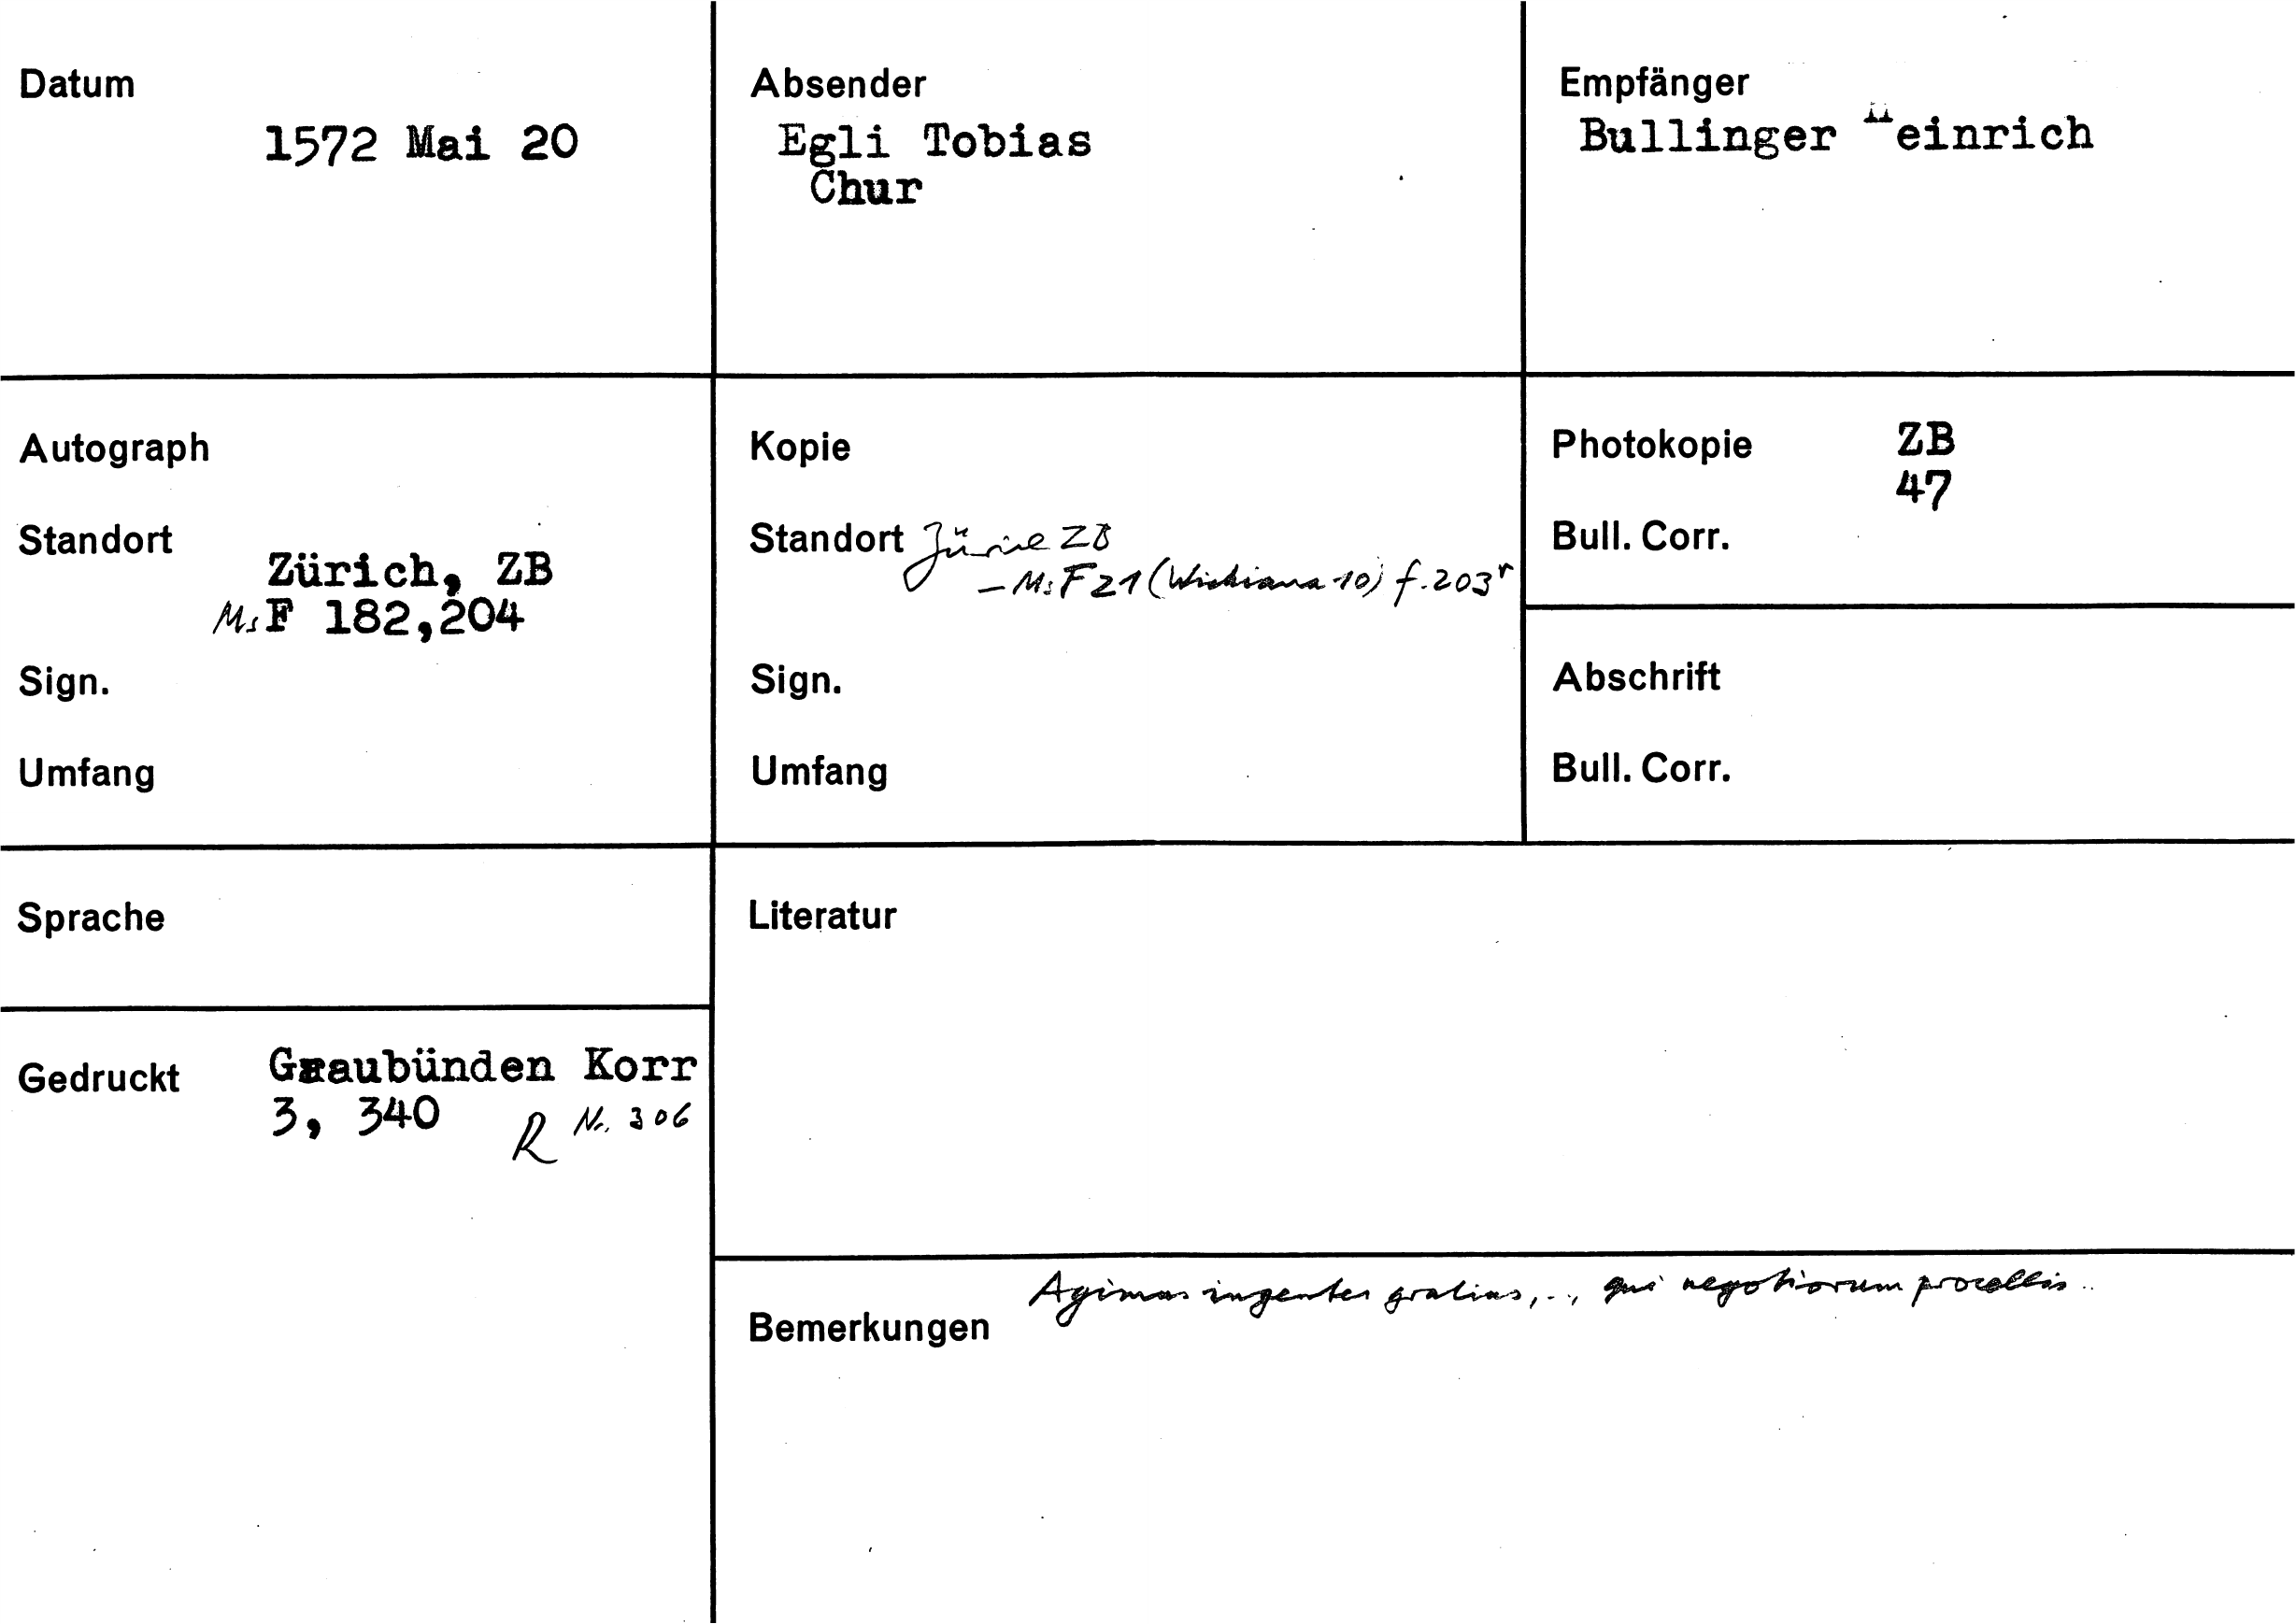 Datum
1572 Mai 20
Absender
Egli Tobias
Chur
Empfänger
Bullinger Heinrich
Autograph
Standort
Zürich, ZB
Ms F 182,204
Sign.
Umfang
Kopie
Standort Zürich ZB
- Ms F 21 (Wickiana 10) f. 203r
Sign.
Umfang
Photokopie ZB
47
Bull. Corr.
Abschrift
Bull. Corr.
Sprache
Literatur
Gedruckt Graubünden Korr
3, 340 R Nr. 306
Bemerkungen Agimus ingentes gratias, .., qui negotiorum procellis ..